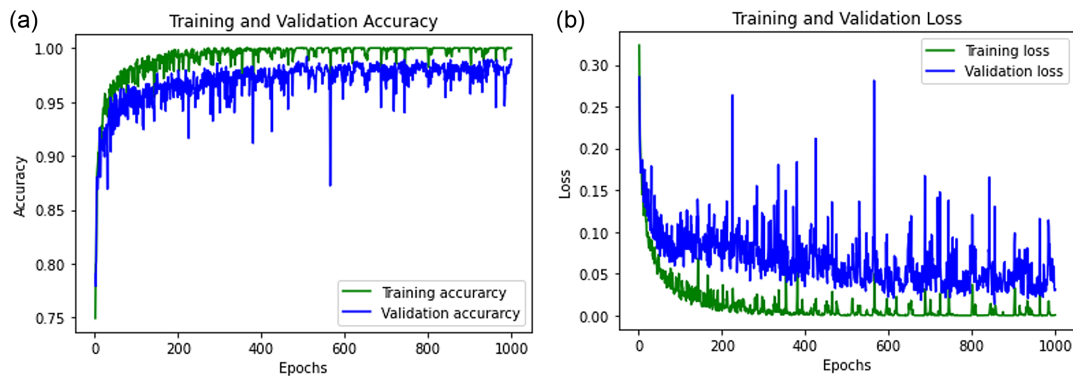 (a)
Training and Validation Accuracy
1.00
0.95
0.90
0.85
0.80
0.75
Accuracy
Training accurarcy
Validation accurarcy
0 200 400 600 800 1000
Epochs
(b)
Training and Validation Loss
0.30
0.25
0.20
0.15
0.10
0.05
0.00
Loss
Training loss
Validation loss
0 200 400 600 800 1000
Epochs